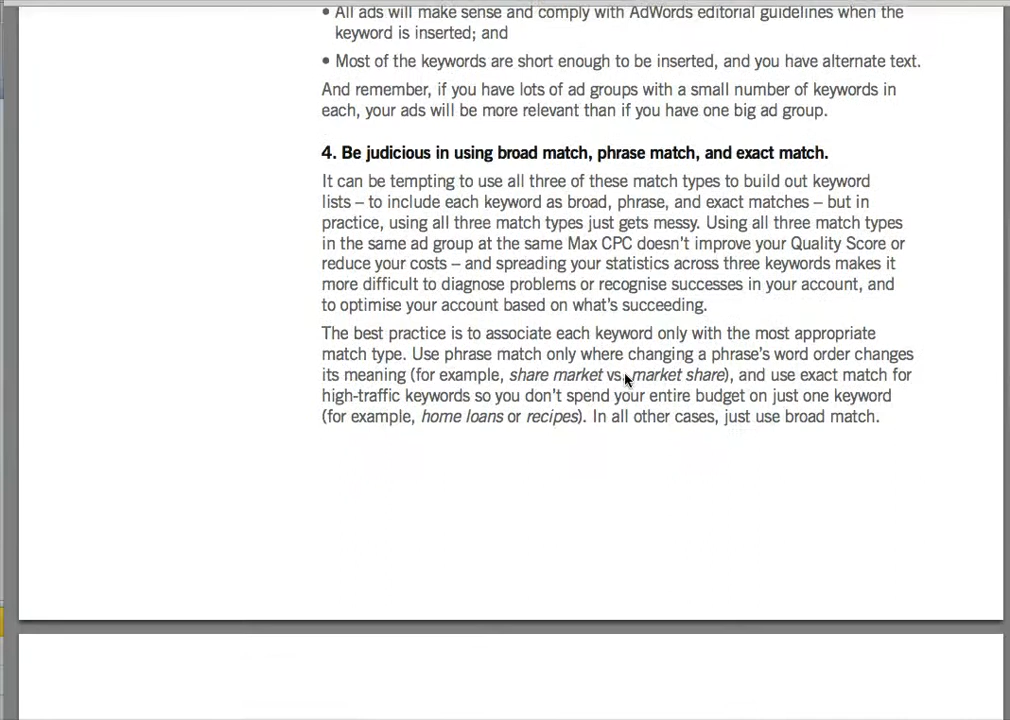 • All ads will make sense and comply with AdWords editorial guidelines when the
keyword is inserted; and
• Most of the keywords are short enough to be inserted, and you have alternate text.
And remember, if you have lots of ad groups with a small number of keywords in
each, your ads will be more relevant than if you have one big ad group.
4. Be judicious in using broad match, phrase match, and exact match.
It can be tempting to use all three of these match types to build out keyword
lists – to include each keyword as broad, phrase, and exact matches – but in
practice, using all three match types just gets messy. Using all three match types
in the same ad group at the same Max CPC doesn't improve your Quality Score or
reduce your costs – and spreading your statistics across three keywords makes it
more difficult to diagnose problems or recognise successes in your account, and
to optimise your account based on what's succeeding.
The best practice is to associate each keyword only with the most appropriate
match type. Use phrase match only where changing a phrase's word order changes
its meaning (for example, share market vs. market share), and use exact match for
high-traffic keywords so you don't spend your entire budget on just one keyword
(for example, home loans or recipes). In all other cases, just use broad match.